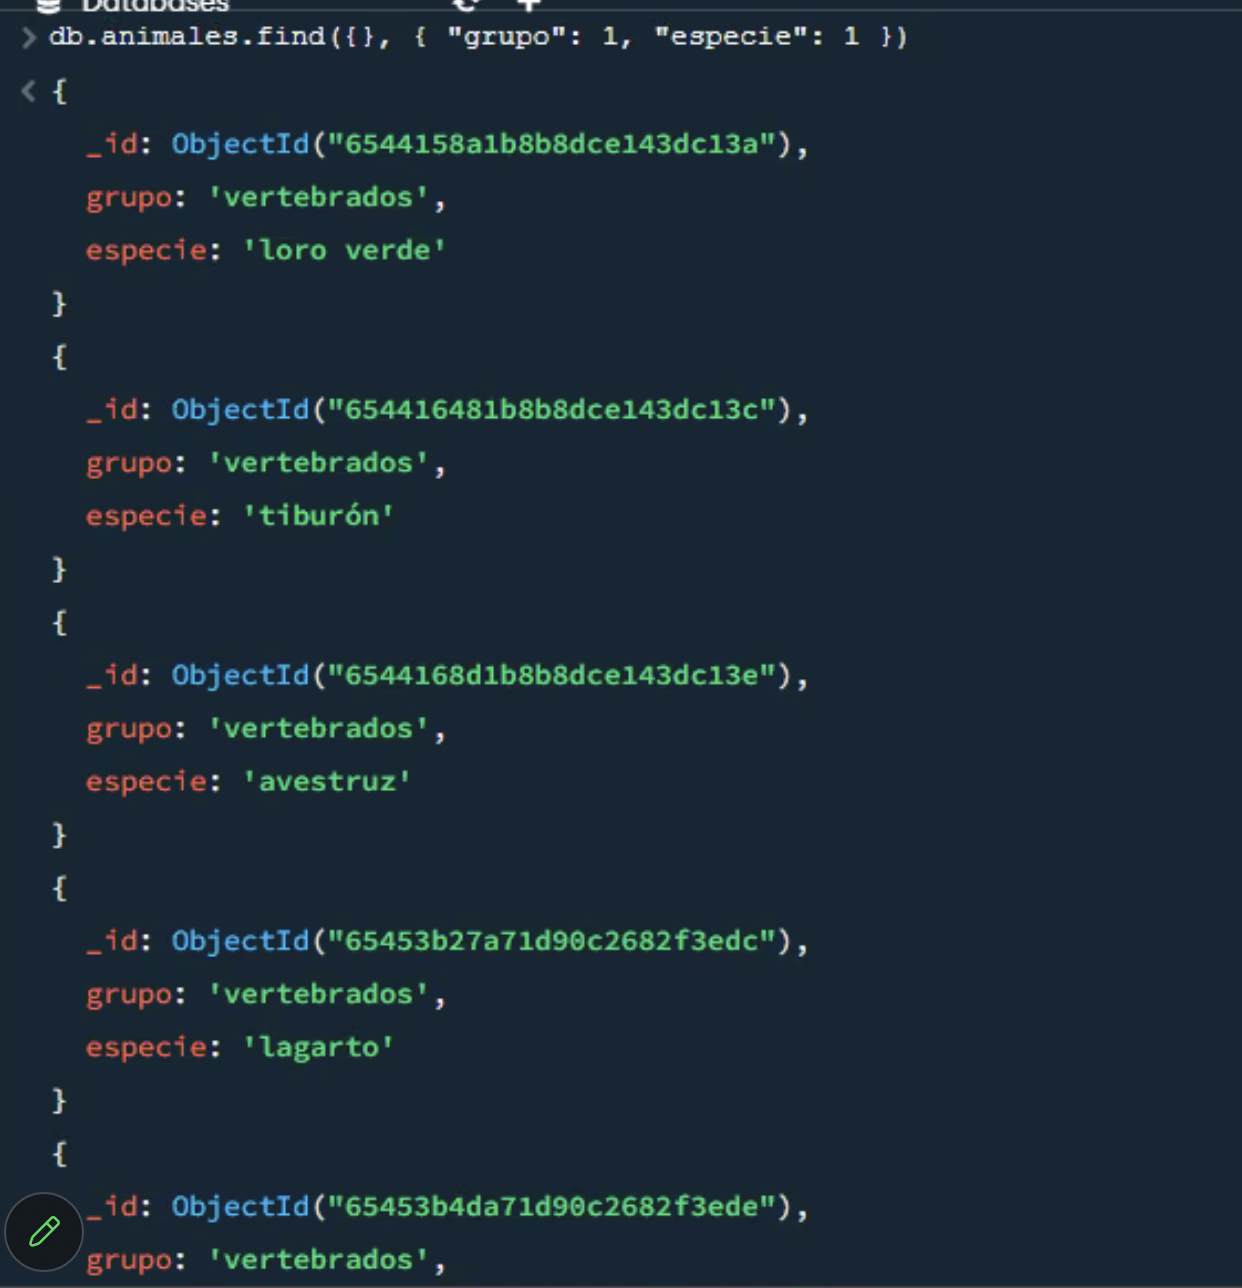 Databases
> db.animales.find({}, { "grupo": 1, "especie": 1 })
< {
_id: ObjectId("6544158a1b8b8dce143dc13a"),
grupo: 'vertebrados',
especie: 'loro verde'
}
{
_id: ObjectId("654416481b8b8dce143dc13c"),
grupo: 'vertebrados',
especie: 'tiburón'
}
{
_id: ObjectId("6544168d1b8b8dce143dc13e"),
grupo: 'vertebrados',
especie: 'avestruz'
}
{
_id: ObjectId("65453b27a71d90c2682f3edc"),
grupo: 'vertebrados',
especie: 'lagarto'
}
{
_id: ObjectId("65453b4da71d90c2682f3ede"),
grupo: 'vertebrados',